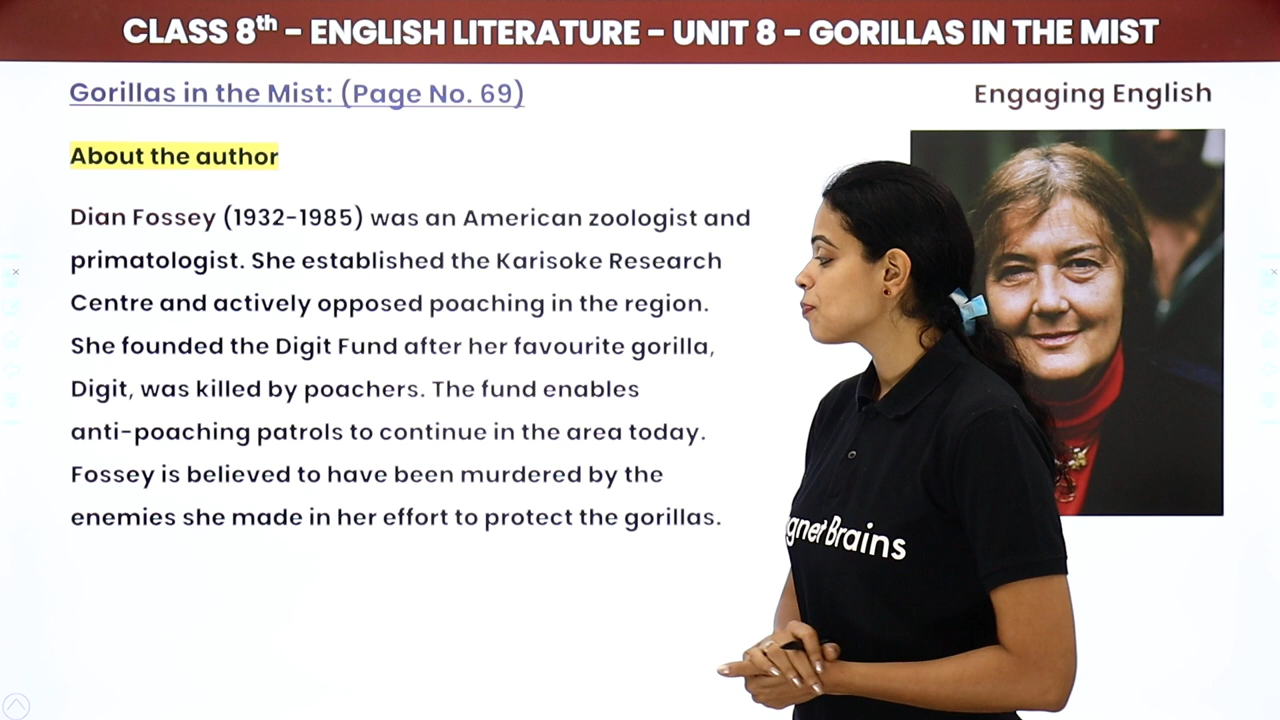 CLASS 8th – ENGLISH LITERATURE – UNIT 8 – GORILLAS IN THE MIST
Gorillas in the Mist: (Page No. 69)
Engaging English
About the author
Dian Fossey (1932-1985) was an American zoologist and
primatologist. She established the Karisoke Research
Centre and actively opposed poaching in the region.
She founded the Digit Fund after her favourite gorilla,
Digit, was killed by poachers. The fund enables
anti-poaching patrols to continue in the area today.
Fossey is believed to have been murdered by the
enemies she made in her effort to protect the gorillas.
gnet Brains